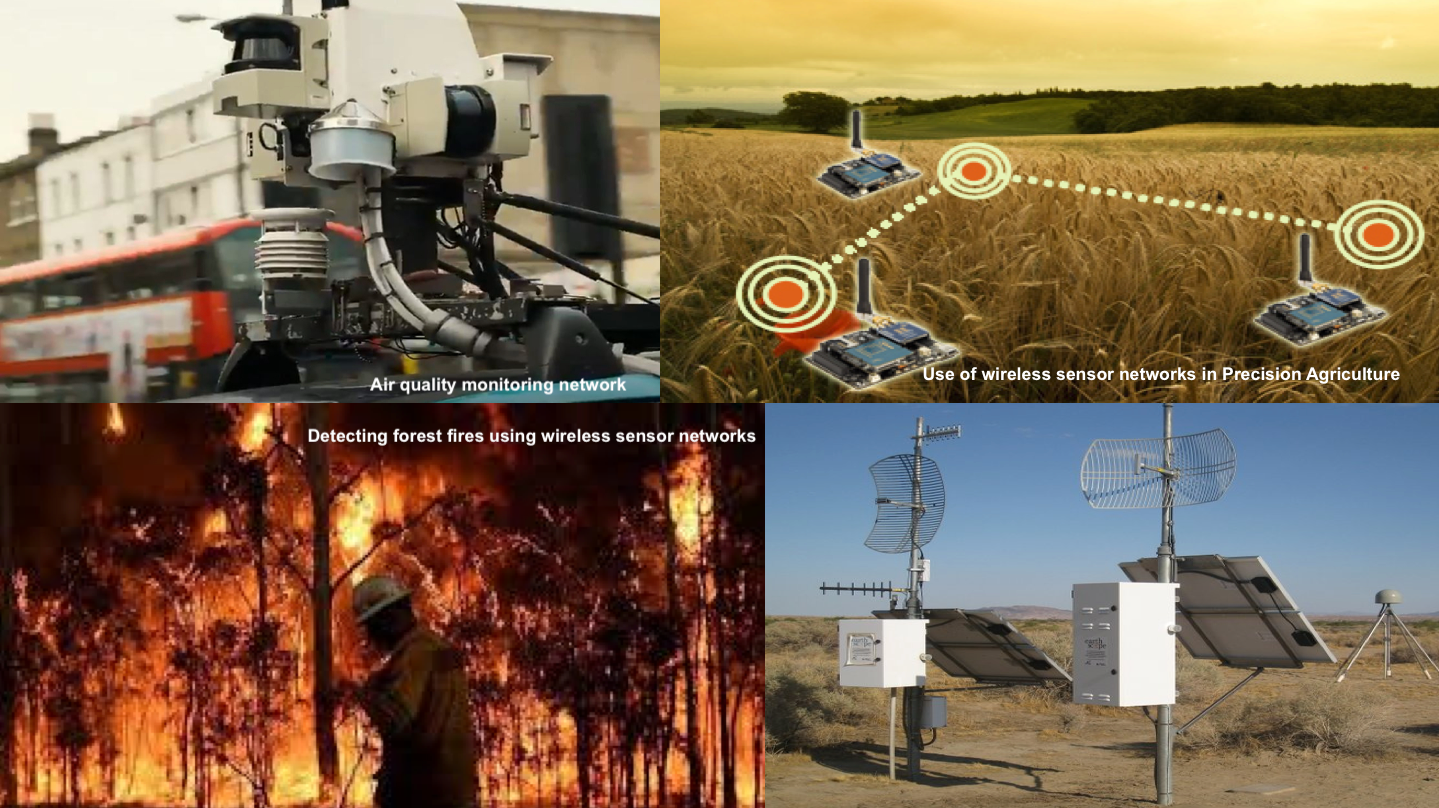 Air quality monitoring network
Use of wireless sensor networks in Precision Agriculture
Detecting forest fires using wireless sensor networks
earth
scope